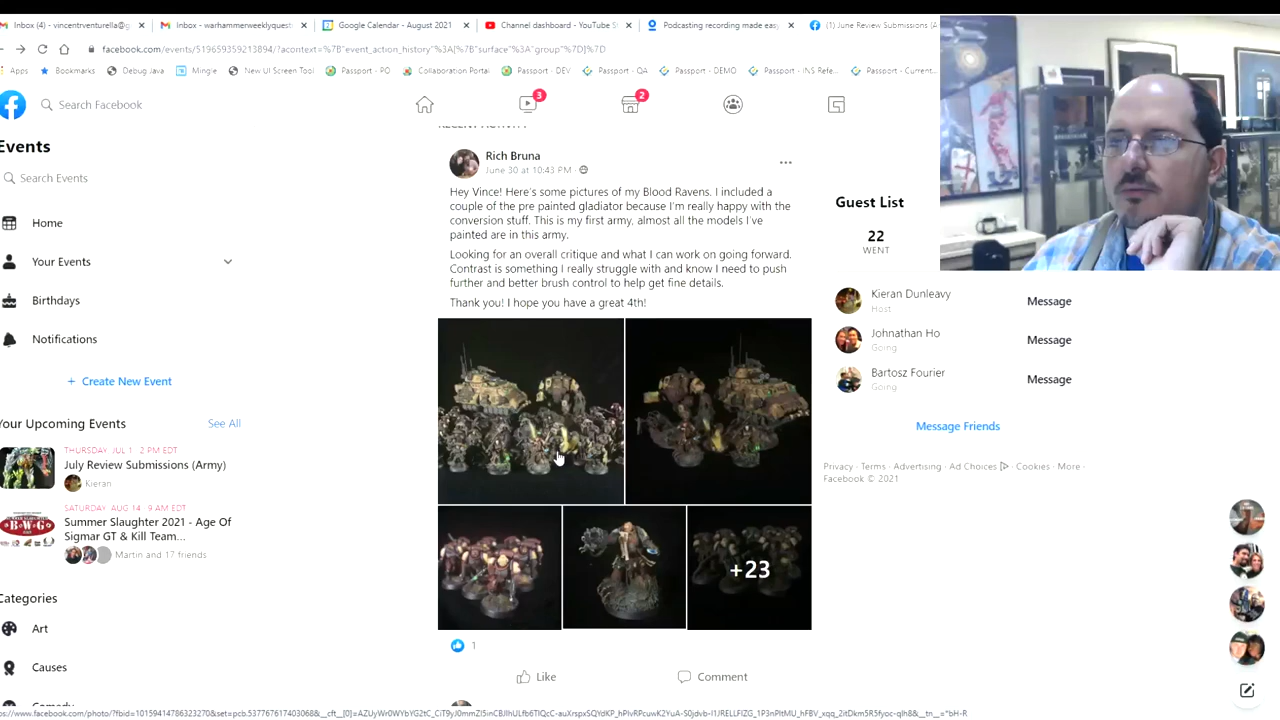 Inbox (4) - vincentrventurella@g
Inbox - warhammerweeklyquest
Google Calendar - August 2021
Channel dashboard - YouTube S
Podcasting recording made easy
(1) June Review Submissions (A
facebook.com/events/519659359213894/?acontext=%7B"event_action_history"%3A[%7B"surface"%3A"group"%7D]%7D
Apps
Bookmarks
Debug Java
Mingle
New UI Screen Tool
Passport - PO
Collaboration Portal
Passport - DEV
Passport - QA
Passport - DEMO
Passport - INS Refe...
Passport - Current...
Search Facebook
3
2
Events
Search Events
Home
Your Events
Birthdays
Notifications
+ Create New Event
Your Upcoming Events
See All
THURSDAY, JUL 1 · 2 PM EDT
July Review Submissions (Army)
Kieran
SATURDAY, AUG 14 · 9 AM EDT
Summer Slaughter 2021 - Age Of
Sigmar GT & Kill Team...
Martin and 17 friends
Categories
Art
Causes
Comedy
RECENT ACTIVITY
Rich Bruna
June 30 at 10:43 PM ·
Hey Vince! Here's some pictures of my Blood Ravens. I included a
couple of the pre painted gladiator because I'm really happy with the
conversion stuff. This is my first army, almost all the models I've
painted are in this army.
Looking for an overall critique and what I can work on going forward.
Contrast is something I really struggle with and know I need to push
further and better brush control to help get fine details.
Thank you! I hope you have a great 4th!
+23
1
Like
Comment
Guest List
22
WENT
Kieran Dunleavy
Host
Message
Johnathan Ho
Going
Message
Bartosz Fourier
Going
Message
Message Friends
Privacy · Terms · Advertising · Ad Choices · Cookies · More ·
Facebook © 2021